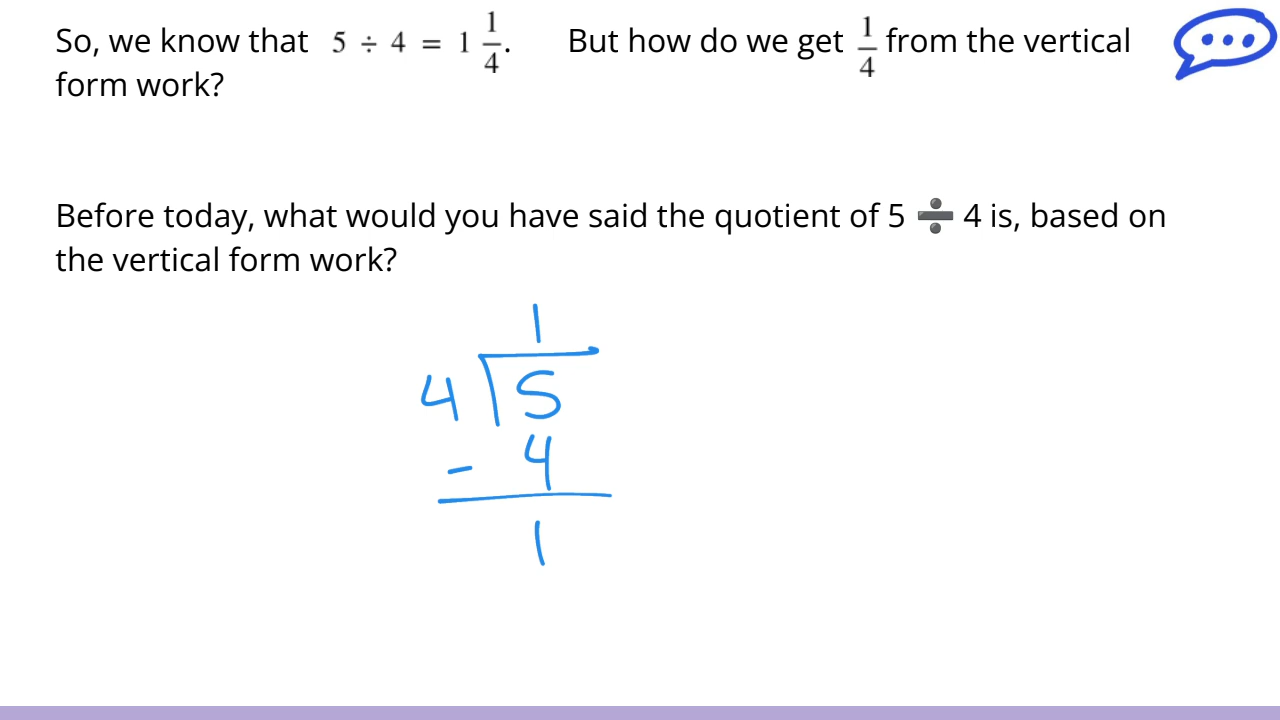 So, we know that 5 ÷ 4 = 1 1/4. But how do we get 1/4 from the vertical
form work?
Before today, what would you have said the quotient of 5 ➗ 4 is, based on
the vertical form work?
1
4 5
- 4
1